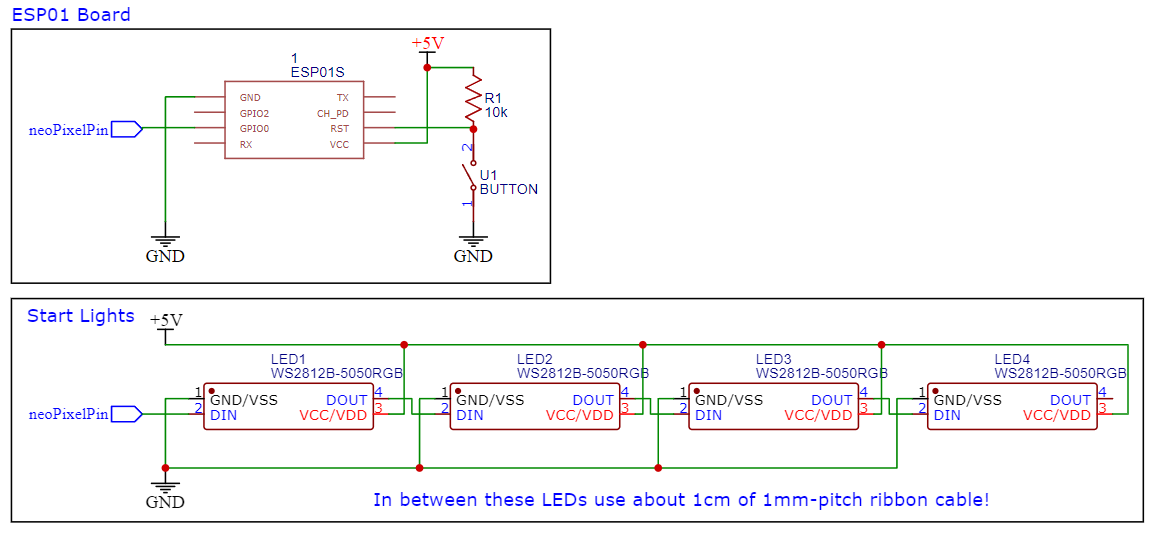 ESP01 Board
+5V
1
ESP01S
GND TX
GPIO2 CH_PD
GPIO0 RST
RX VCC
neoPixelPin
R1
10k
2
U1
BUTTON
1
GND GND
Start Lights
+5V
LED1 LED2 LED3 LED4
WS2812B-5050RGB WS2812B-5050RGB WS2812B-5050RGB WS2812B-5050RGB
1 GND/VSS DOUT 4 1 GND/VSS DOUT 4 1 GND/VSS DOUT 4 1 GND/VSS DOUT 4
neoPixelPin 2 DIN VCC/VDD 3 2 DIN VCC/VDD 3 2 DIN VCC/VDD 3 2 DIN VCC/VDD 3
GND
In between these LEDs use about 1cm of 1mm-pitch ribbon cable!